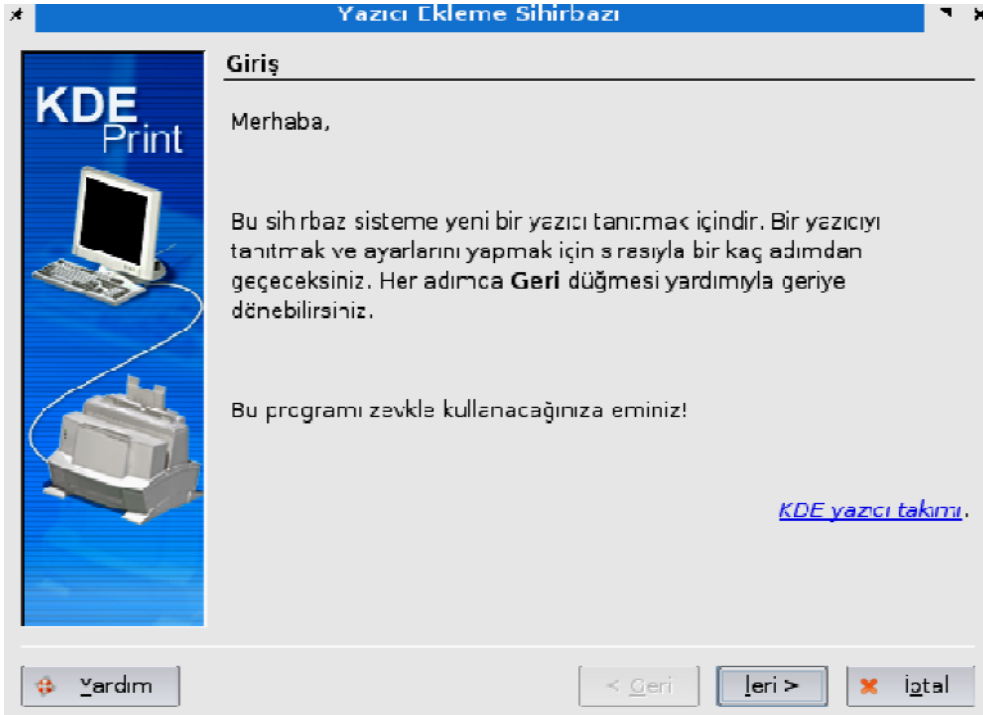 Yazıcı Ekleme Sihirbazı
Giriş
KDE
Print
Merhaba,
Bu sihirbaz sisteme yeni bir yazıcı tanıtmak içindir. Bir yazıcıyı
tanıtmak ve ayarlarını yapmak için sırasıyla bir kaç adımdan
geçeceksiniz. Her adımca Geri düğmesi yardımıyla geriye
dönebilirsiniz.
Bu programı zevkle kullanacağınıza eminiz!
KDE yazıcı takımı.
Yardım
< Geri
İleri >
İptal